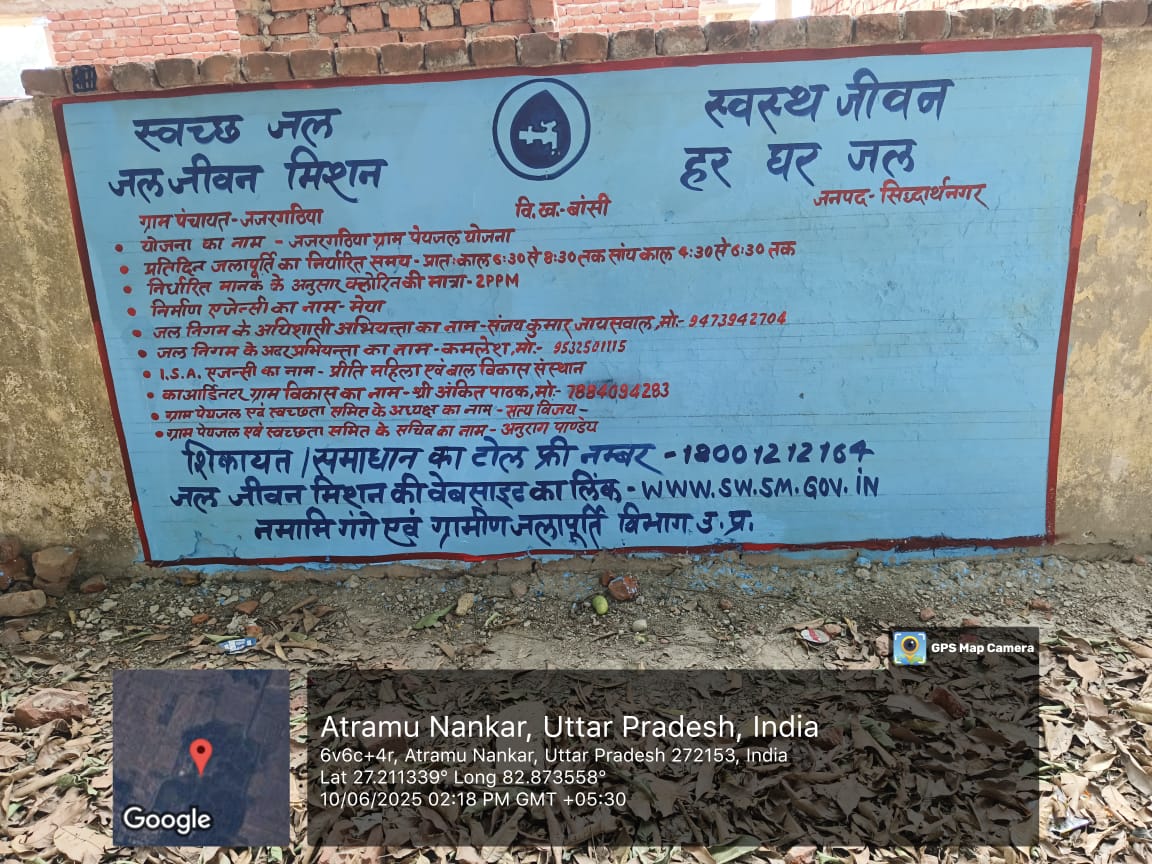 स्वच्छ जल
स्वस्थ जीवन
जल जीवन मिशन
हर घर जल
ग्राम पंचायत-जजरगठिया
वि.ख.-बांसी
जनपद-सिद्धार्थनगर
• योजना का नाम - जजरगठिया ग्राम पेयजल योजना
• प्रतिदिन जलापूर्ति का निर्धारित समय-प्रातःकाल 6:30 से 8:30 तक सांय काल 4:30 से 6:30 तक
• निर्धारित मानक के अनुसार क्लोरिन की मात्रा-2PPM
• निर्माण एजेन्सी का नाम-मेघा
• जल निगम के अधिशासी अभियन्ता का नाम-संजय कुमार जायसवाल,मो:- 9473942704
• जल निगम के अवर अभियन्ता का नाम-कमलेश,मो:- 9532501115
• I.S.A. एजन्सी का नाम- प्रीति महिला एवं बाल विकास संस्थान
• काआर्डिनेटर ग्राम विकास का नाम-श्री अंकित पाठक,मो:- 7884094283
• ग्राम पेयजल एवं स्वच्छता समित के अध्यक्ष का नाम- सत्य विजय-
• ग्राम पेयजल एवं स्वच्छता समित के सचिव का नाम- अनुराग पाण्डेय
शिकायत/समाधान का टोल फ्री नम्बर -18001212164
जल जीवन मिशन की वेबसाइट का लिंक-WWW.SWSM.GOV.IN
नमामि गंगे एवं ग्रामीण जलापूर्ति विभाग उ.प्र.
GPS Map Camera
Atramu Nankar, Uttar Pradesh, India
6v6c+4r, Atramu Nankar, Uttar Pradesh 272153, India
Lat 27.211339° Long 82.873558°
10/06/2025 02:18 PM GMT +05:30
Google